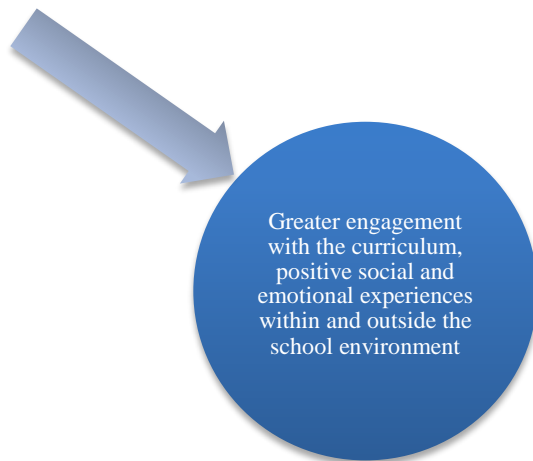 Greater engagement
with the curriculum,
positive social and
emotional experiences
within and outside the
school environment